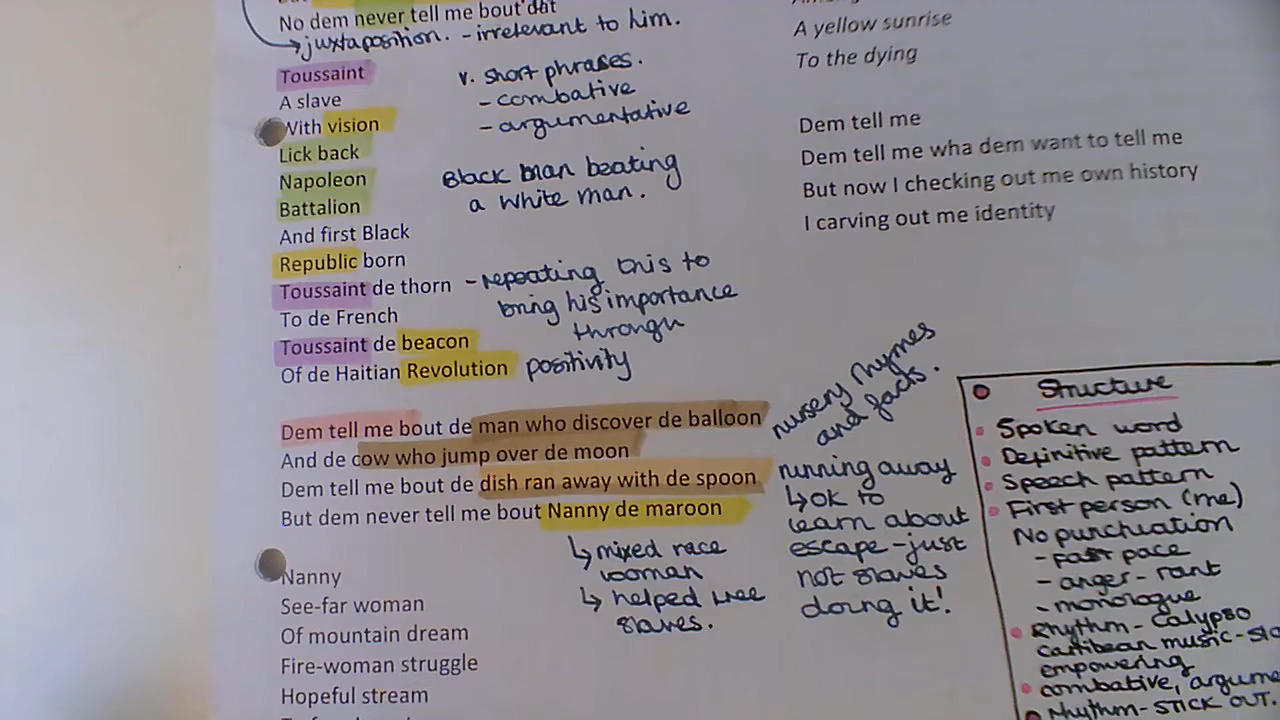 No dem never tell me bout dat
→juxtaposition. - irrelevant to him.
Toussaint
A slave
With vision
Lick back
Napoleon
Battalion
And first Black
Republic born
Toussaint de thorn
To de French
Toussaint de beacon
Of de Haitian Revolution
v. short phrases.
- combative
- argumentative
Black man beating
a white man.
- repeating this to
bring his importance
through
positivity
Dem tell me bout de man who discover de balloon
And de cow who jump over de moon
Dem tell me bout de dish ran away with de spoon
But dem never tell me bout Nanny de maroon
nursery rhymes
and facts.
running away
↳ok to
learn about
escape - just
not slaves
doing it!
↳mixed race
woman
↳ helped
slaves.
Nanny
See-far woman
Of mountain dream
Fire-woman struggle
Hopeful stream
A yellow sunrise
To the dying
Dem tell me
Dem tell me wha dem want to tell me
But now I checking out me own history
I carving out me identity
Structure
Spoken word
Definitive pattern
Speech pattern
First person (me)
No punctuation
- fast pace
- anger - rant
- monologue
Rhythm - Calypso
Caribbean music -
empowering
combative,
Rhythm - STICK OUT.